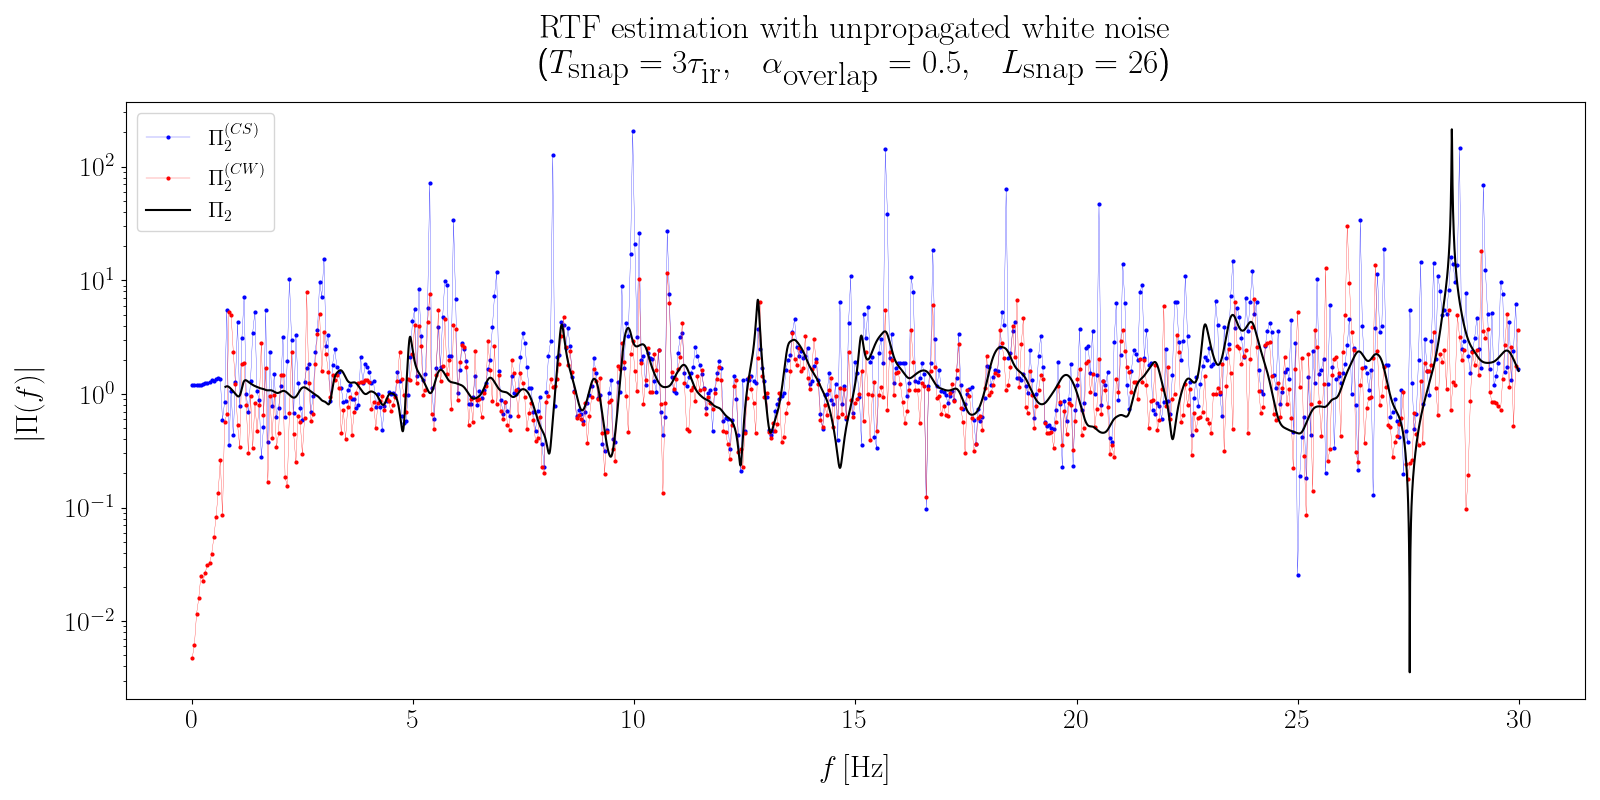 RTF estimation with unpropagated white noise
(T_snap = 3τ_ir, α_overlap = 0.5, L_snap = 26)
Π_2^(CS)
Π_2^(CW)
Π_2
|Π(f)|
10^2
10^1
10^0
10^−1
10^−2
0 5 10 15 20 25 30
f [Hz]